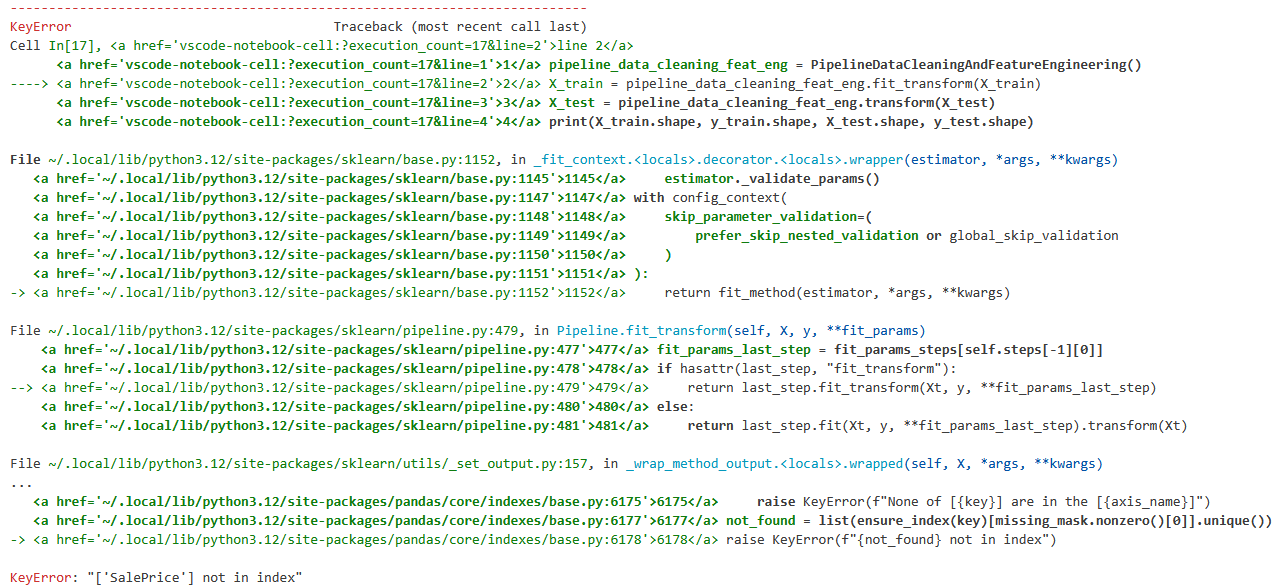 ---------------------------------------------------------------------------
KeyError                                  Traceback (most recent call last)
Cell In[17], <a href='vscode-notebook-cell:?execution_count=17&line=2'>line 2</a>
      <a href='vscode-notebook-cell:?execution_count=17&line=1'>1</a> pipeline_data_cleaning_feat_eng = PipelineDataCleaningAndFeatureEngineering()
----> <a href='vscode-notebook-cell:?execution_count=17&line=2'>2</a> X_train = pipeline_data_cleaning_feat_eng.fit_transform(X_train)
      <a href='vscode-notebook-cell:?execution_count=17&line=3'>3</a> X_test = pipeline_data_cleaning_feat_eng.transform(X_test)
      <a href='vscode-notebook-cell:?execution_count=17&line=4'>4</a> print(X_train.shape, y_train.shape, X_test.shape, y_test.shape)

File ~/.local/lib/python3.12/site-packages/sklearn/base.py:1152, in _fit_context.<locals>.decorator.<locals>.wrapper(estimator, *args, **kwargs)
   <a href='~/.local/lib/python3.12/site-packages/sklearn/base.py:1145'>1145</a>     estimator._validate_params()
   <a href='~/.local/lib/python3.12/site-packages/sklearn/base.py:1147'>1147</a> with config_context(
   <a href='~/.local/lib/python3.12/site-packages/sklearn/base.py:1148'>1148</a>     skip_parameter_validation=(
   <a href='~/.local/lib/python3.12/site-packages/sklearn/base.py:1149'>1149</a>         prefer_skip_nested_validation or global_skip_validation
   <a href='~/.local/lib/python3.12/site-packages/sklearn/base.py:1150'>1150</a>     )
   <a href='~/.local/lib/python3.12/site-packages/sklearn/base.py:1151'>1151</a> ):
-> <a href='~/.local/lib/python3.12/site-packages/sklearn/base.py:1152'>1152</a>     return fit_method(estimator, *args, **kwargs)

File ~/.local/lib/python3.12/site-packages/sklearn/pipeline.py:479, in Pipeline.fit_transform(self, X, y, **fit_params)
    <a href='~/.local/lib/python3.12/site-packages/sklearn/pipeline.py:477'>477</a> fit_params_last_step = fit_params_steps[self.steps[-1][0]]
    <a href='~/.local/lib/python3.12/site-packages/sklearn/pipeline.py:478'>478</a> if hasattr(last_step, "fit_transform"):
--> <a href='~/.local/lib/python3.12/site-packages/sklearn/pipeline.py:479'>479</a>     return last_step.fit_transform(Xt, y, **fit_params_last_step)
    <a href='~/.local/lib/python3.12/site-packages/sklearn/pipeline.py:480'>480</a> else:
    <a href='~/.local/lib/python3.12/site-packages/sklearn/pipeline.py:481'>481</a>     return last_step.fit(Xt, y, **fit_params_last_step).transform(Xt)

File ~/.local/lib/python3.12/site-packages/sklearn/utils/_set_output.py:157, in _wrap_method_output.<locals>.wrapped(self, X, *args, **kwargs)
...
   <a href='~/.local/lib/python3.12/site-packages/pandas/core/indexes/base.py:6175'>6175</a>     raise KeyError(f"None of [{key}] are in the [{axis_name}]")
   <a href='~/.local/lib/python3.12/site-packages/pandas/core/indexes/base.py:6177'>6177</a> not_found = list(ensure_index(key)[missing_mask.nonzero()[0]].unique())
-> <a href='~/.local/lib/python3.12/site-packages/pandas/core/indexes/base.py:6178'>6178</a> raise KeyError(f"{not_found} not in index")

KeyError: "['SalePrice'] not in index"